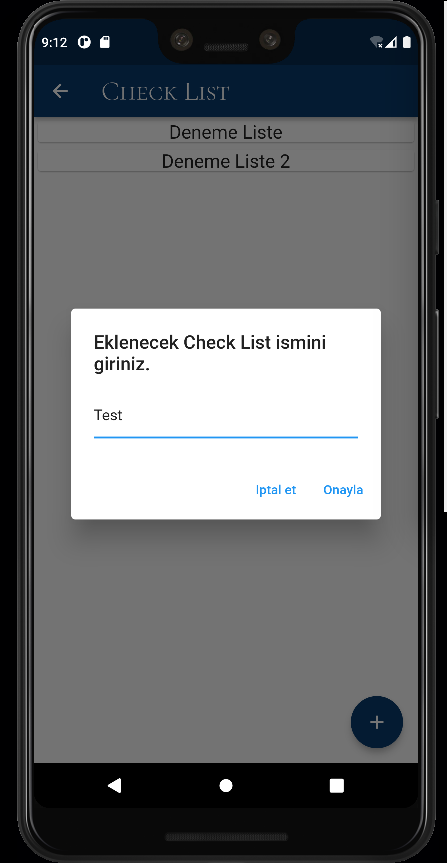 9:12
Check List
Deneme Liste
Deneme Liste 2
Eklenecek Check List ismini
giriniz.
Test
Iptal et
Onayla